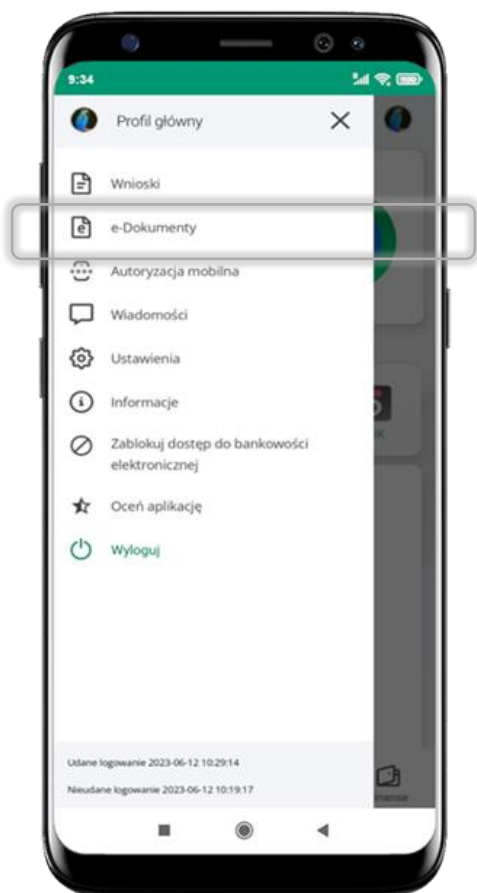 9:34
Profil główny
Wnioski
e-Dokumenty
Autoryzacja mobilna
Wiadomości
Ustawienia
Informacje
Zablokuj dostęp do bankowości
elektronicznej
Oceń aplikację
Wyloguj
Udane logowanie 2023-06-12 10:29:14
Nieudane logowanie 2023-06-12 10:19:17